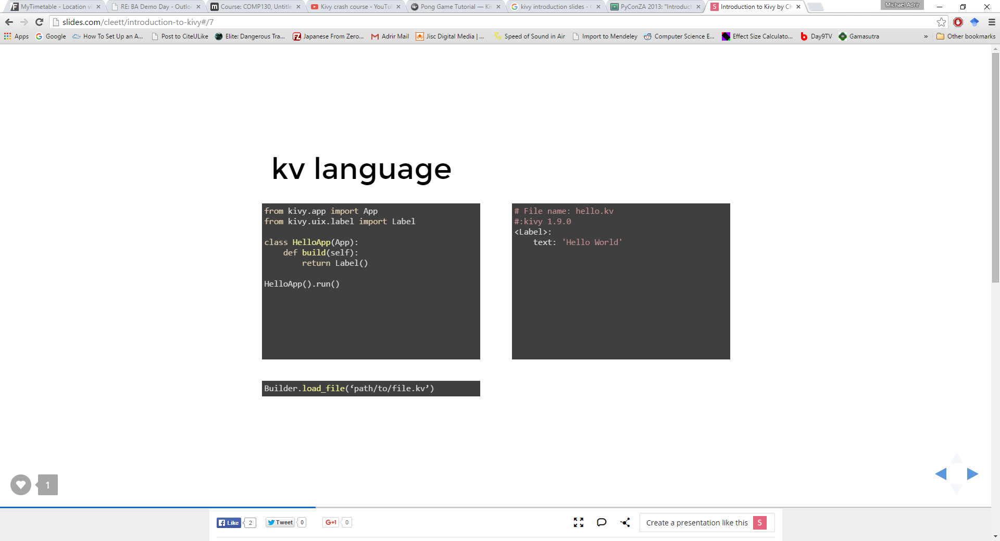 MyTimetable - Location v
RE: BA Demo Day - Outlo
Course: COMP130, Untitle
Kivy crash course - YouTu
Pong Game Tutorial — Ki
kivy introduction slides -
PyConZA 2013: "Introduct
Introduction to Kivy by Ch
Michael Adrir
slides.com/cleett/introduction-to-kivy#/7
Apps
Google
How To Set Up an A...
Post to CiteULike
Elite: Dangerous Tra...
Japanese From Zero...
Adrir Mail
Jisc Digital Media | ...
Speed of Sound in Air
Import to Mendeley
Computer Science E...
Effect Size Calculato...
Day9TV
Gamasutra
»
Other bookmarks
kv language
from kivy.app import App
from kivy.uix.label import Label
class HelloApp(App):
    def build(self):
        return Label()
HelloApp().run()
# File name: hello.kv
#:kivy 1.9.0
<Label>:
    text: 'Hello World'
Builder.load_file(‘path/to/file.kv’)
1
Like
2
Tweet
0
G+1
0
Create a presentation like this
S